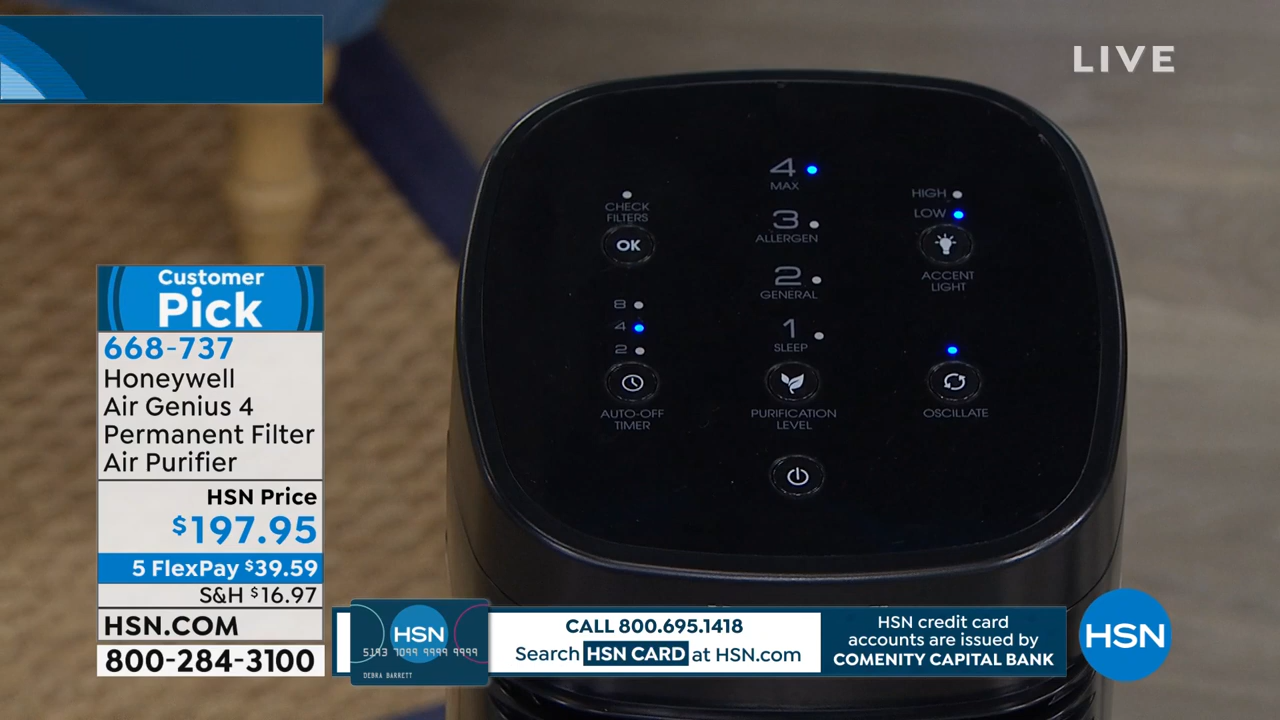 LIVE
Customer
Pick
668-737
Honeywell
Air Genius 4
Permanent Filter
Air Purifier
HSN Price
$197.95
5 FlexPay $39.59
S&H $16.97
HSN.COM
800-284-3100
CHECK
FILTERS
OK
8
4
2
AUTO-OFF
TIMER
4
MAX
3
ALLERGEN
2
GENERAL
1
SLEEP
PURIFICATION
LEVEL
HIGH
LOW
ACCENT
LIGHT
OSCILLATE
HSN
5193 7099 9999 9999
DEBRA BARRETT
CALL 800.695.1418
Search HSN CARD at HSN.com
HSN credit card
accounts are issued by
COMENITY CAPITAL BANK
HSN